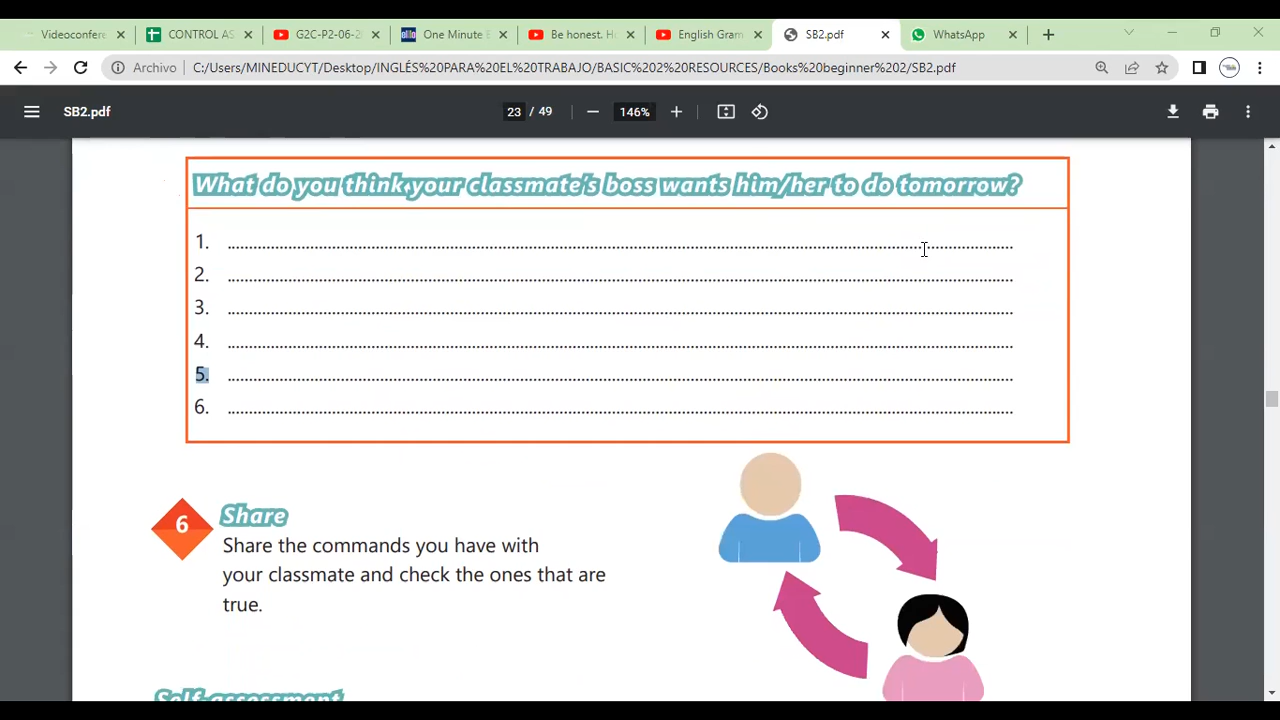 Videoconfere
CONTROL AS
G2C-P2-06-2
One Minute E
Be honest. H
English Gram
SB2.pdf
WhatsApp
Archivo
C:/Users/MINEDUCYT/Desktop/INGLÉS%20PARA%20EL%20TRABAJO/BASIC%202%20RESOURCES/Books%20beginner%202/SB2.pdf
SB2.pdf
23 / 49
146%
What do you think your classmate's boss wants him/her to do tomorrow?
1. ........................................................................
2. ........................................................................
3. ........................................................................
4. ........................................................................
5. ........................................................................
6. ........................................................................
6
Share
Share the commands you have with
your classmate and check the ones that are
true.
Self-assessment